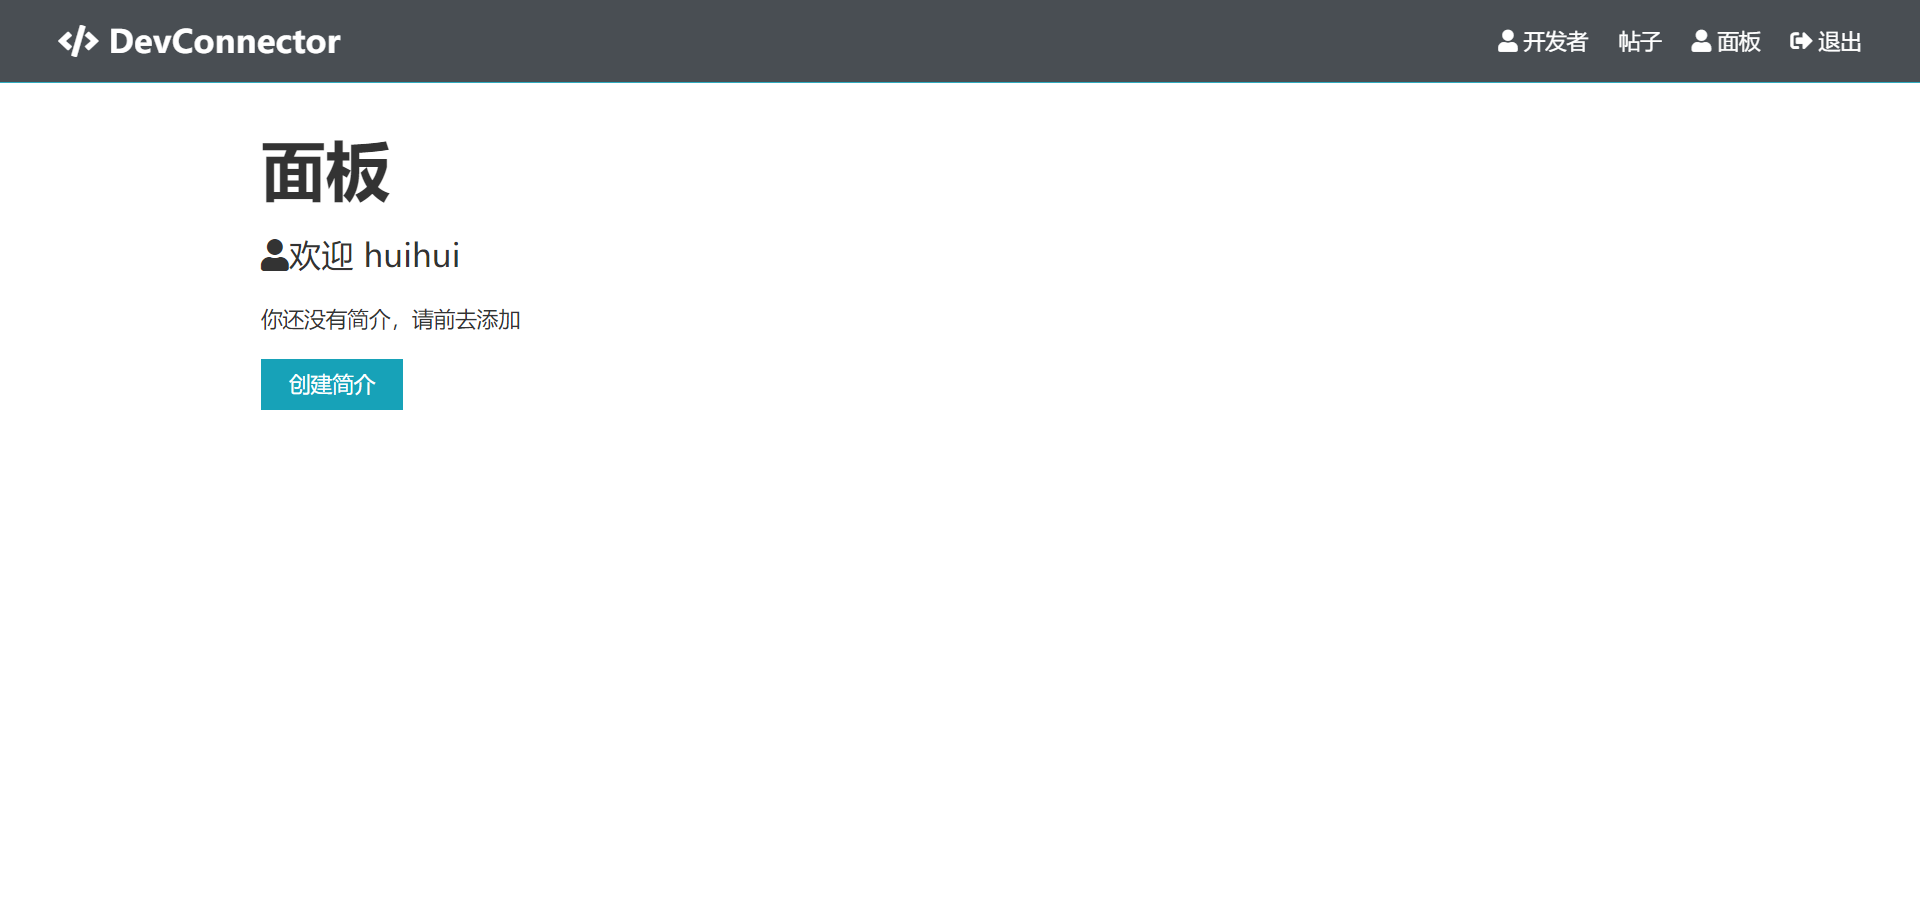 DevConnector
开发者 帖子 面板 退出
面板
欢迎 huihui
你还没有简介，请前去添加
创建简介